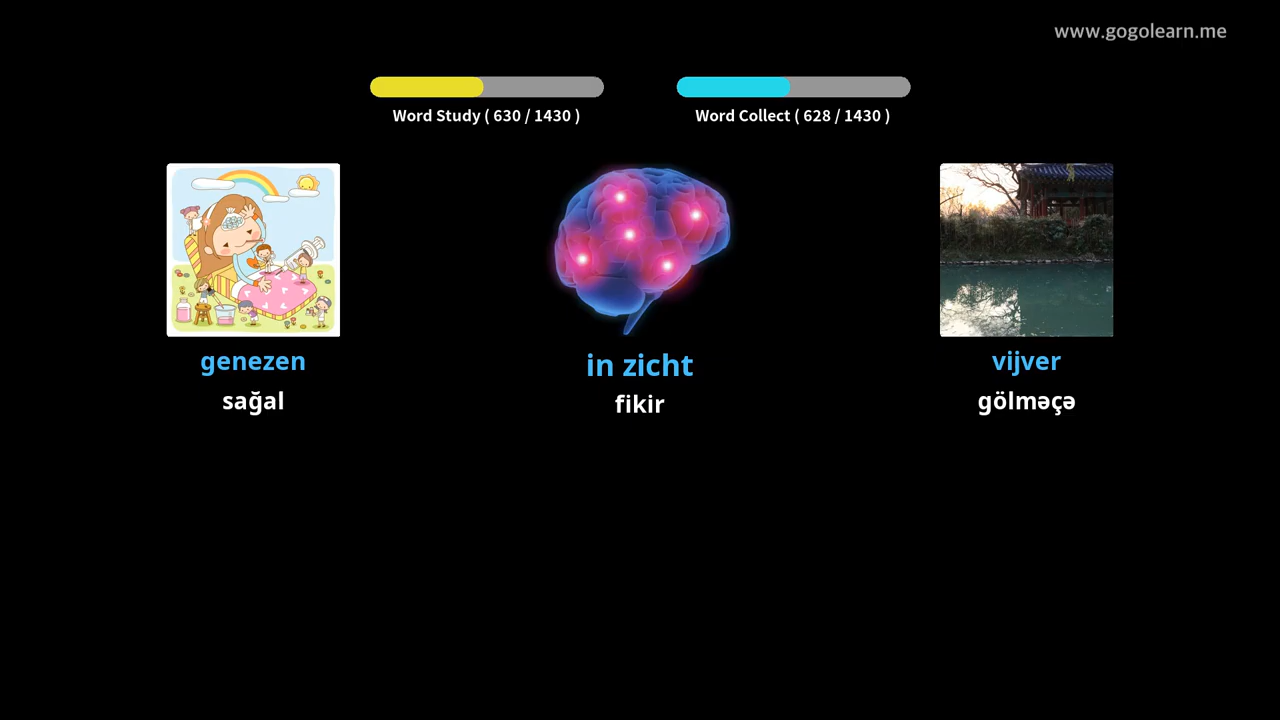 www.gogolearn.me
Word Study ( 630 / 1430 )
Word Collect ( 628 / 1430 )
genezen
sağal
in zicht
fikir
vijver
gölməçə